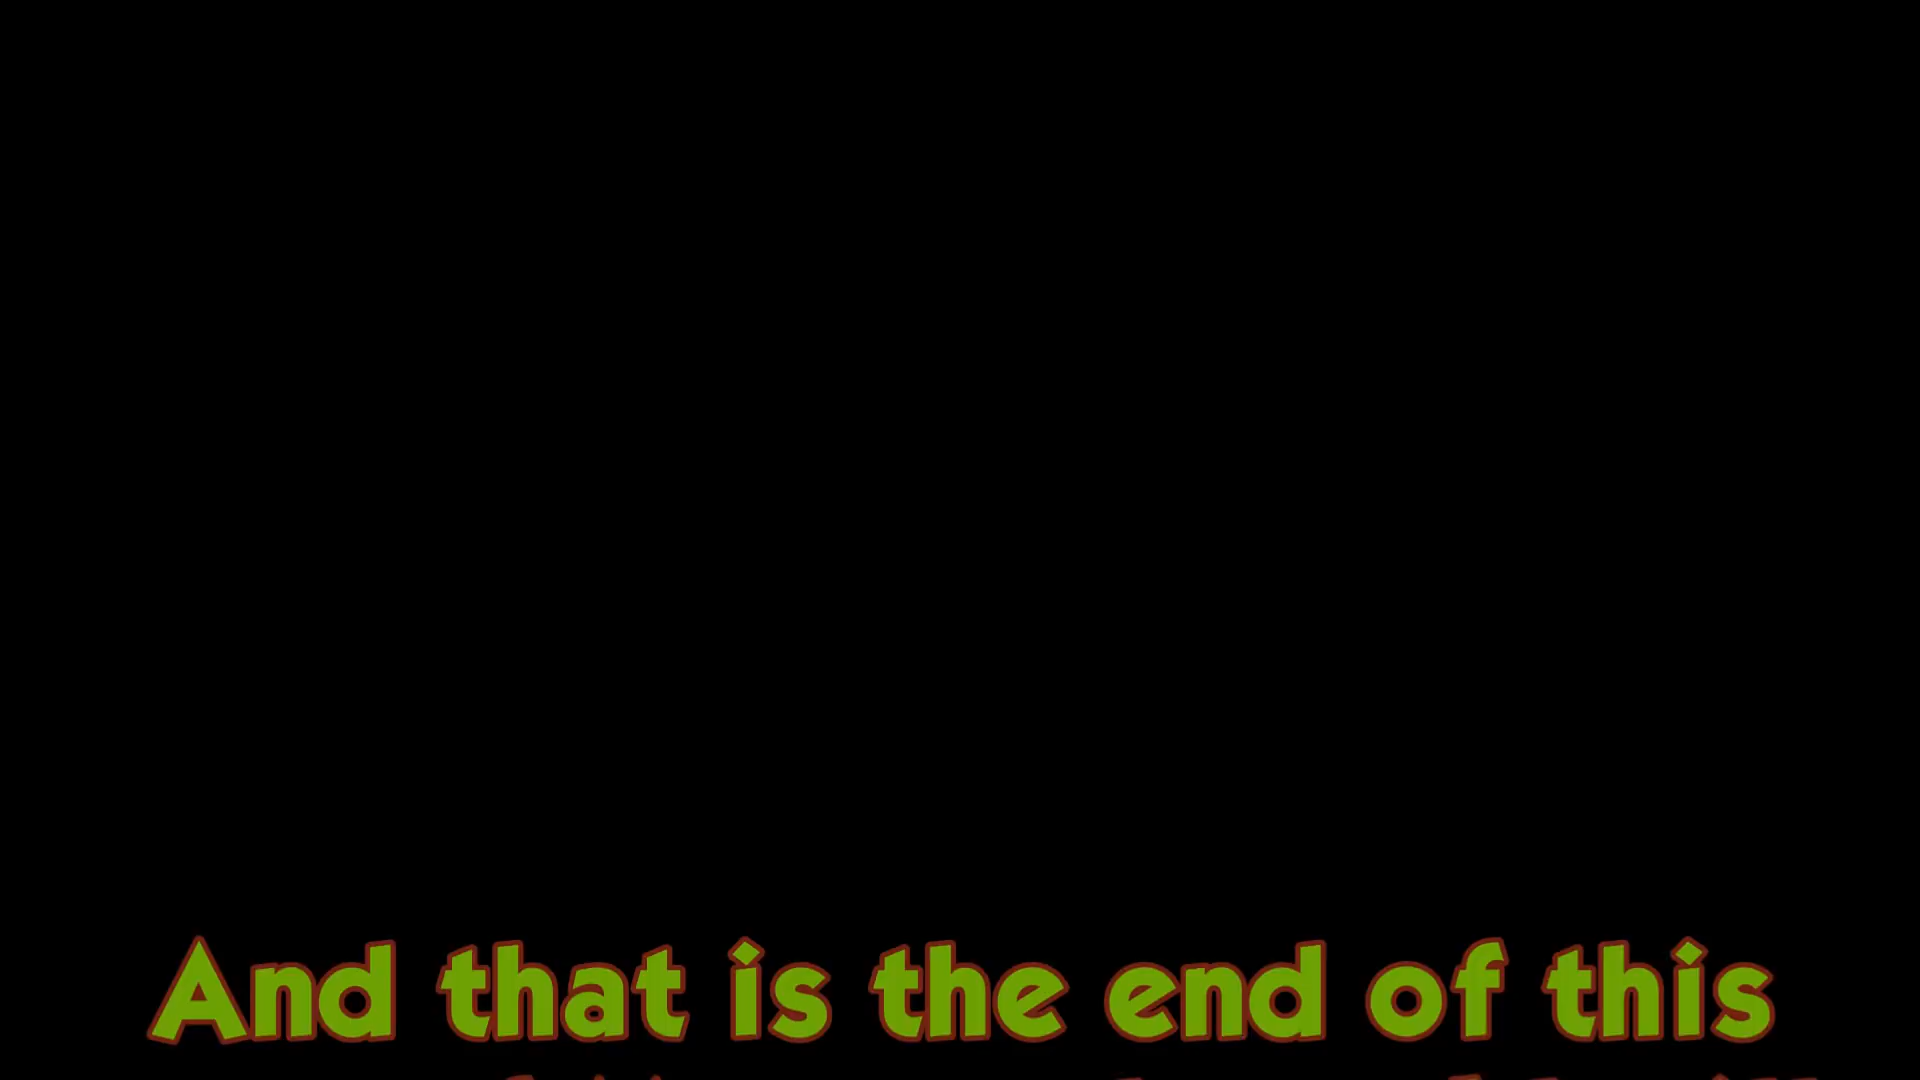 And that is the end of this